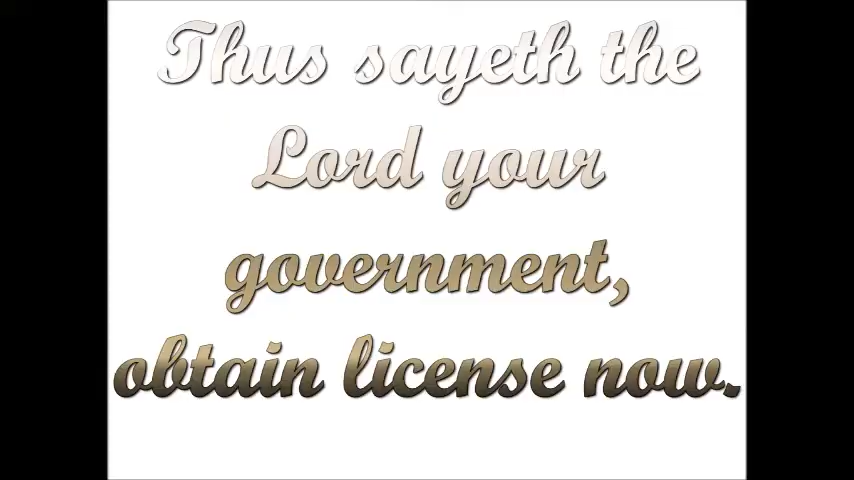 Thus sayeth the
Lord your
government,
obtain license now.